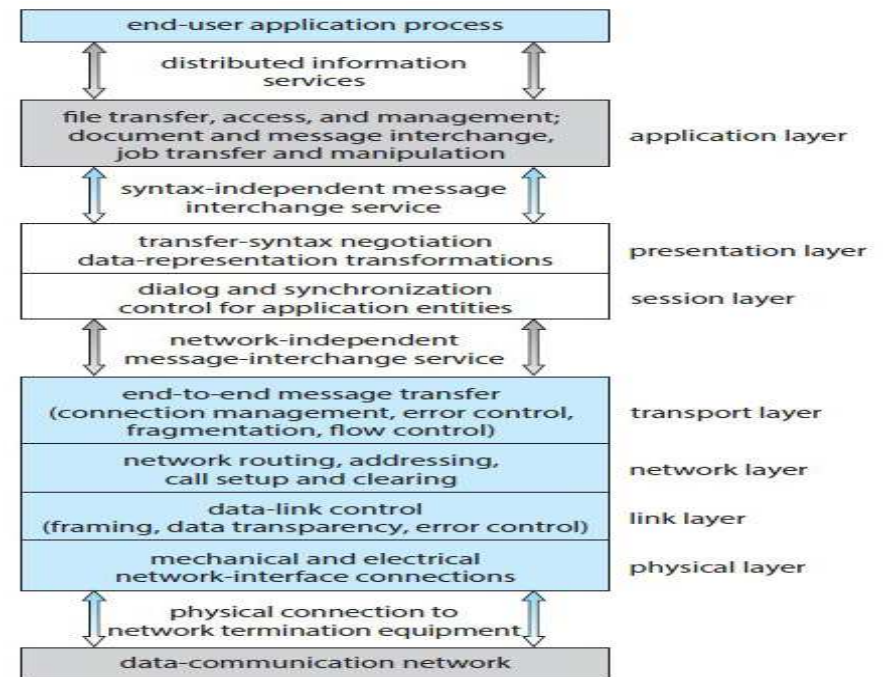 end-user application process
distributed information
services
file transfer, access, and management;
document and message interchange,
job transfer and manipulation
application layer
syntax-independent message
interchange service
transfer-syntax negotiation
data-representation transformations
presentation layer
dialog and synchronization
control for application entities
session layer
network-independent
message-interchange service
end-to-end message transfer
(connection management, error control,
fragmentation, flow control)
transport layer
network routing, addressing,
call setup and clearing
network layer
data-link control
(framing, data transparency, error control)
link layer
mechanical and electrical
network-interface connections
physical layer
physical connection to
network termination equipment
data-communication network